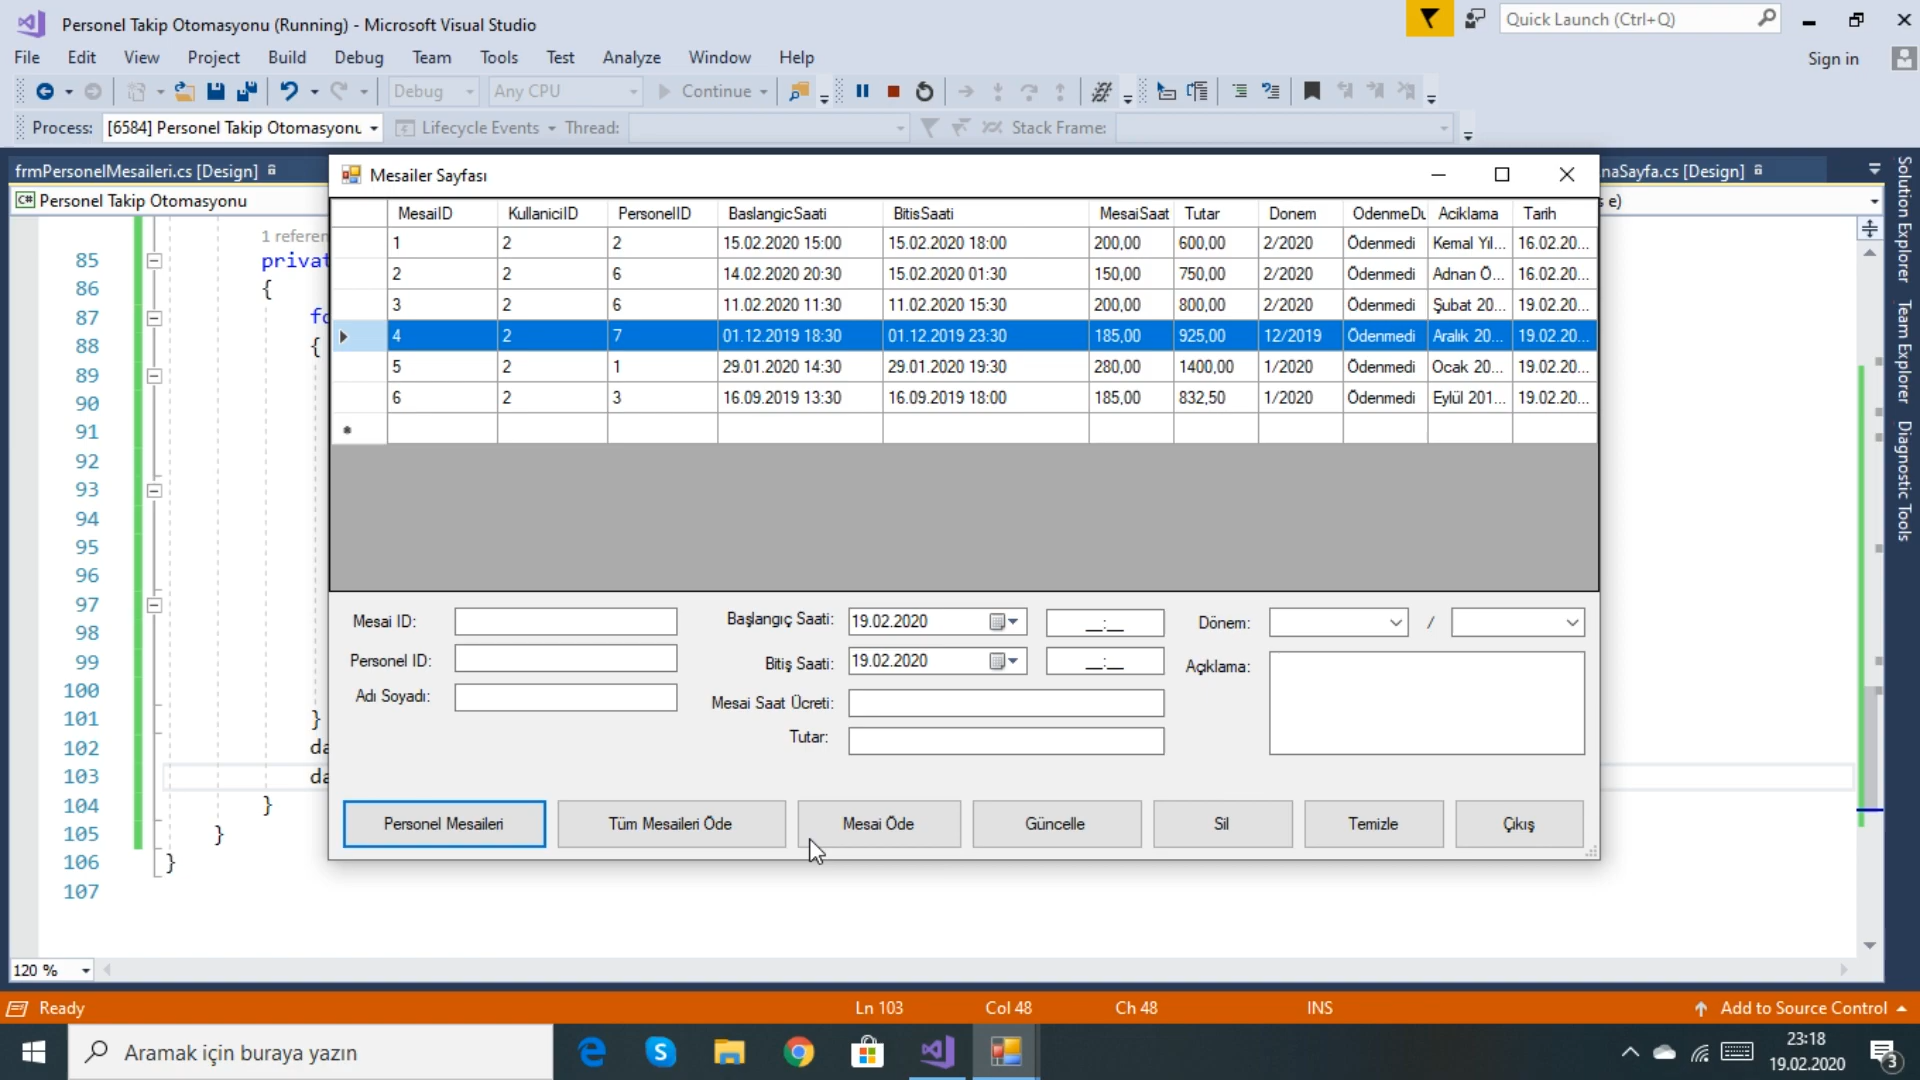 Personel Takip Otomasyonu (Running) - Microsoft Visual Studio
Quick Launch (Ctrl+Q)
File Edit View Project Build Debug Team Tools Test Analyze Window Help
Sign in
Debug Any CPU Continue
Process: [6584] Personel Takip Otomasyonu Lifecycle Events Thread: Stack Frame:
frmPersonelMesaileri.cs [Design]
naSayfa.cs [Design]
Personel Takip Otomasyonu
s e)
Mesailer Sayfası
MesaiID KullaniciID PersonelID BaslangicSaati BitisSaati MesaiSaat Tutar Donem OdenmeDu Aciklama Tarih
1 2 2 15.02.2020 15:00 15.02.2020 18:00 200,00 600,00 2/2020 Ödenmedi Kemal Yıl... 16.02.20...
2 2 6 14.02.2020 20:30 15.02.2020 01:30 150,00 750,00 2/2020 Ödenmedi Adnan Ö... 16.02.20...
3 2 6 11.02.2020 11:30 11.02.2020 15:30 200,00 800,00 2/2020 Ödenmedi Şubat 20... 19.02.20...
4 2 7 01.12.2019 18:30 01.12.2019 23:30 185,00 925,00 12/2019 Ödenmedi Aralık 20... 19.02.20...
5 2 1 29.01.2020 14:30 29.01.2020 19:30 280,00 1400,00 1/2020 Ödenmedi Ocak 20... 19.02.20...
6 2 3 16.09.2019 13:30 16.09.2019 18:00 185,00 832,50 1/2020 Ödenmedi Eylül 201... 19.02.20...
Mesai ID:
Personel ID:
Adı Soyadı:
Başlangıç Saati: 19.02.2020 __:__
Bitiş Saati: 19.02.2020 __:__
Mesai Saat Ücreti:
Tutar:
Dönem: /
Açıklama:
Personel Mesaileri Tüm Mesaileri Öde Mesai Öde Güncelle Sil Temizle Çıkış
1 referen
85 privat
86 {
87 fo
88 {
89
90
91
92
93
94
95
96
97
98
99
100
101 }
102 da
103 da
104 }
105 }
106 }
107
Solution Explorer
Team Explorer
Diagnostic Tools
120 %
Ready Ln 103 Col 48 Ch 48 INS Add to Source Control
Aramak için buraya yazın
23:18
19.02.2020
3